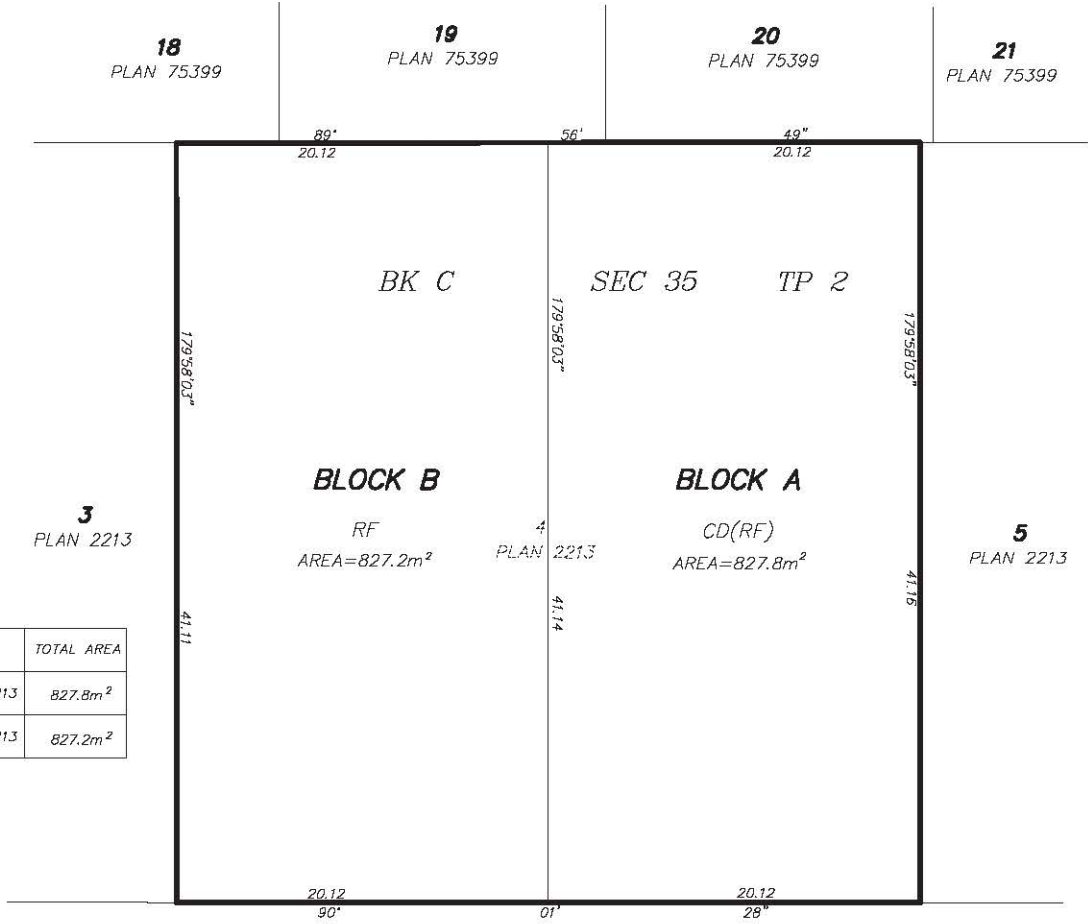 18
PLAN 75399
19
PLAN 75399
20
PLAN 75399
21
PLAN 75399
89° 56' 49"
20.12
20.12
BK C
SEC 35
TP 2
179°58'03"
179°58'03"
179°58'03"
BLOCK B
RF
AREA=827.2m²
BLOCK A
CD(RF)
AREA=827.8m²
4
PLAN 2213
3
PLAN 2213
5
PLAN 2213
41.11
41.14
41.16
TOTAL AREA
827.8m²
827.2m²
20.12
20.12
90° 01' 28"